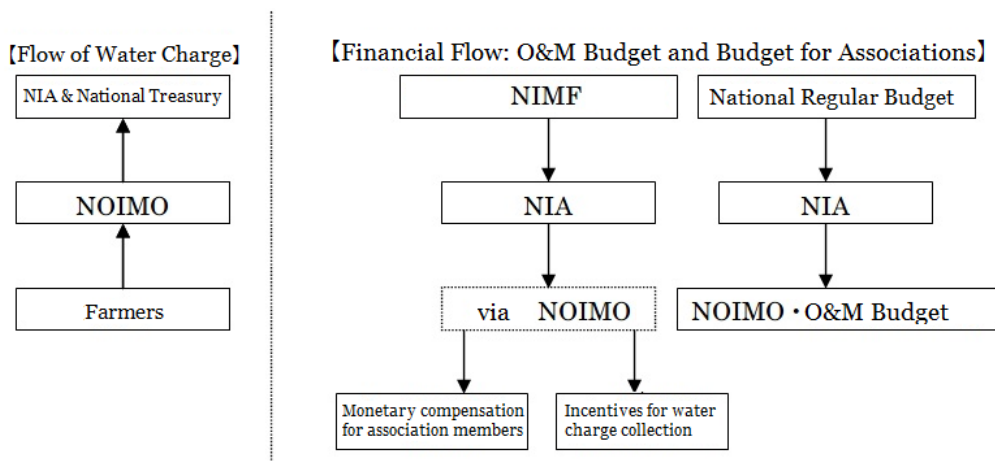 【Flow of Water Charge】
NIA & National Treasury
NOIMO
Farmers
【Financial Flow: O&M Budget and Budget for Associations】
NIMF
National Regular Budget
NIA
NIA
via NOIMO
NOIMO・O&M Budget
Monetary compensation
for association members
Incentives for water
charge collection